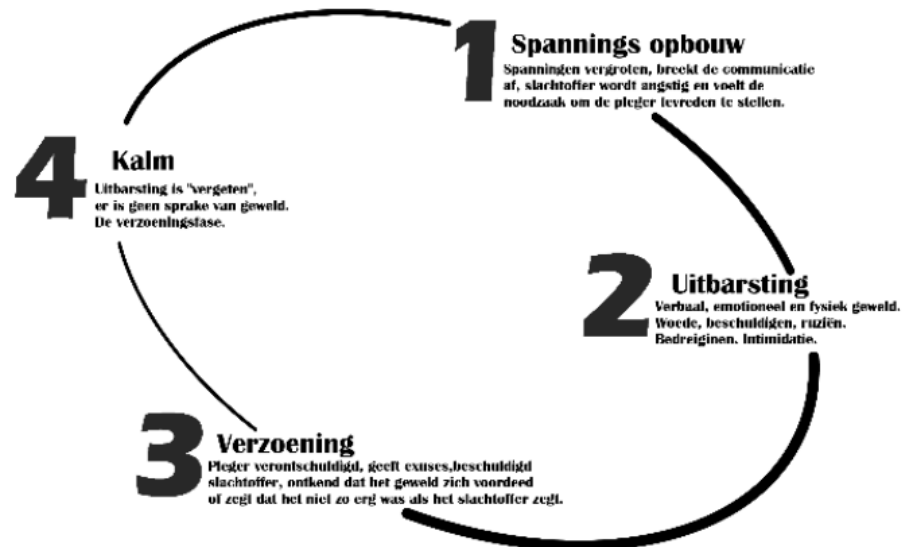 1 Spannings opbouw
Spanningen vergroten, breekt de communicatie
af, slachtoffer wordt angstig en voelt de
noodzaak om de pleger tevreden te stellen.
2 Uitbarsting
Verbaal, emotioneel en fysiek geweld.
Woede, beschuldigen, ruziën.
Bedreiginen. Intimidatie.
3 Verzoening
Pleger verontschuldigd, geeft exuses,beschuldigd
slachtoffer, ontkend dat het geweld zich voordeed
of zegt dat het niet zo erg was als het slachtoffer zegt.
4 Kalm
Uitbarsting is "vergeten",
er is geen sprake van geweld.
De verzoeningsfase.